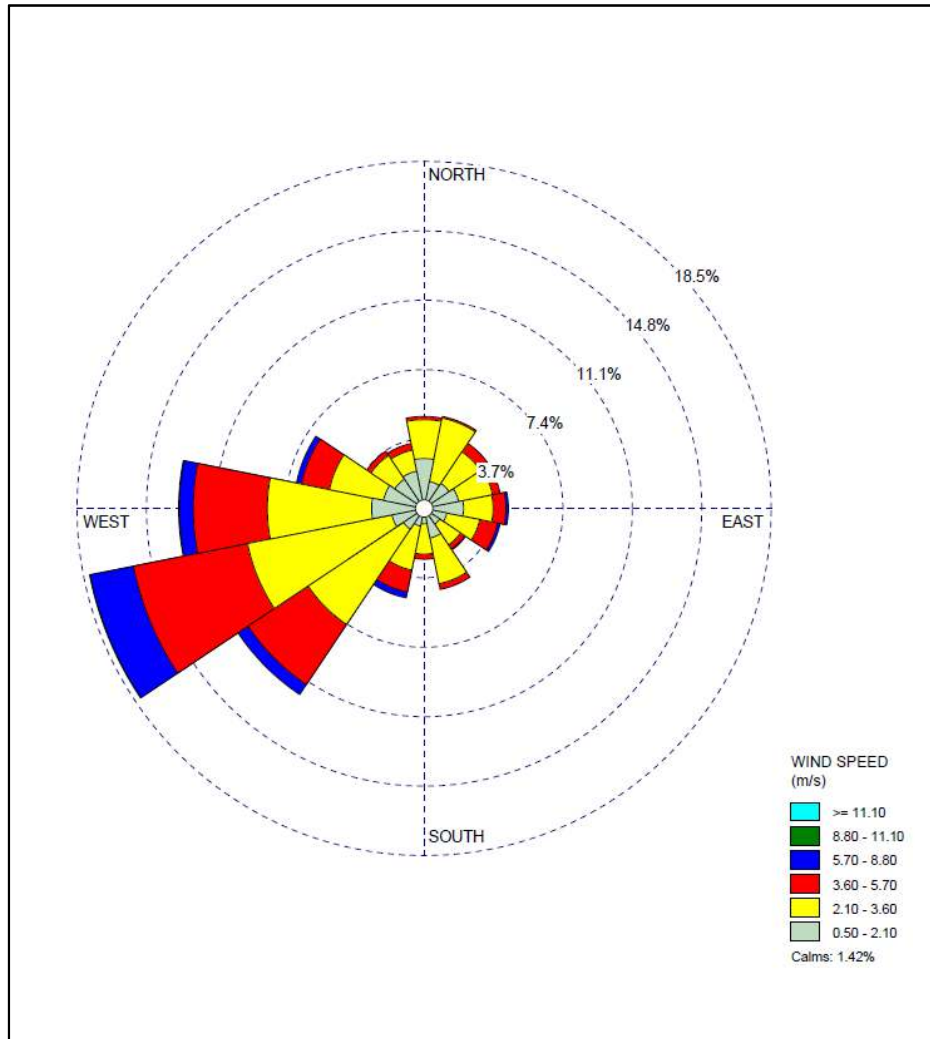 NORTH
18.5%
14.8%
11.1%
7.4%
3.7%
WEST
EAST
SOUTH
WIND SPEED
(m/s)
>= 11.10
8.80 - 11.10
5.70 - 8.80
3.60 - 5.70
2.10 - 3.60
0.50 - 2.10
Calms: 1.42%